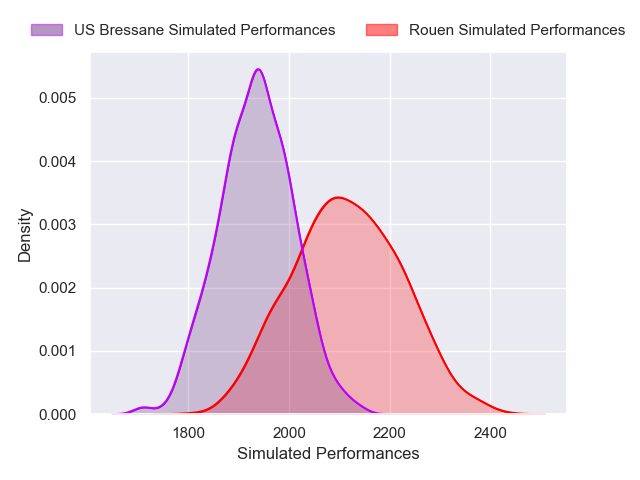 US Bressane Simulated Performances Rouen Simulated Performances
0.005
0.004
0.003
0.002
0.001
0.000
Density
1800 2000 2200 2400
Simulated Performances